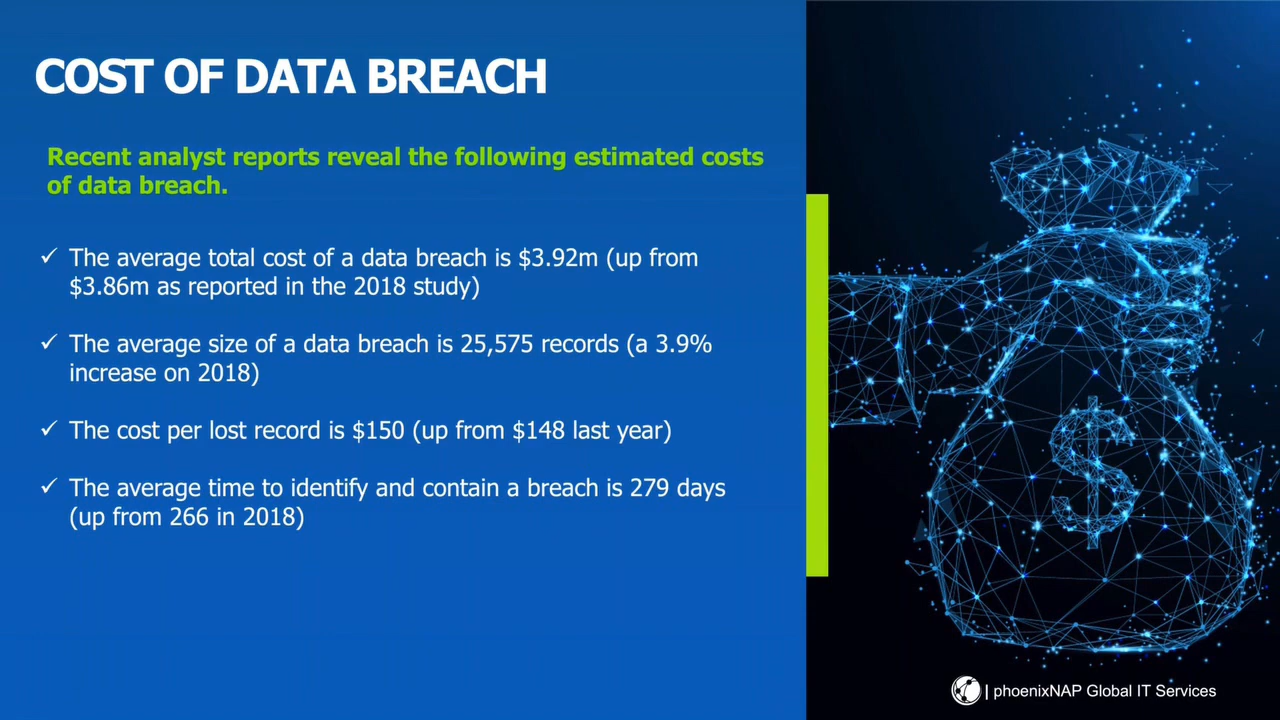 COST OF DATA BREACH
Recent analyst reports reveal the following estimated costs
of data breach.
✓ The average total cost of a data breach is $3.92m (up from
$3.86m as reported in the 2018 study)
✓ The average size of a data breach is 25,575 records (a 3.9%
increase on 2018)
✓ The cost per lost record is $150 (up from $148 last year)
✓ The average time to identify and contain a breach is 279 days
(up from 266 in 2018)
$
| phoenixNAP Global IT Services